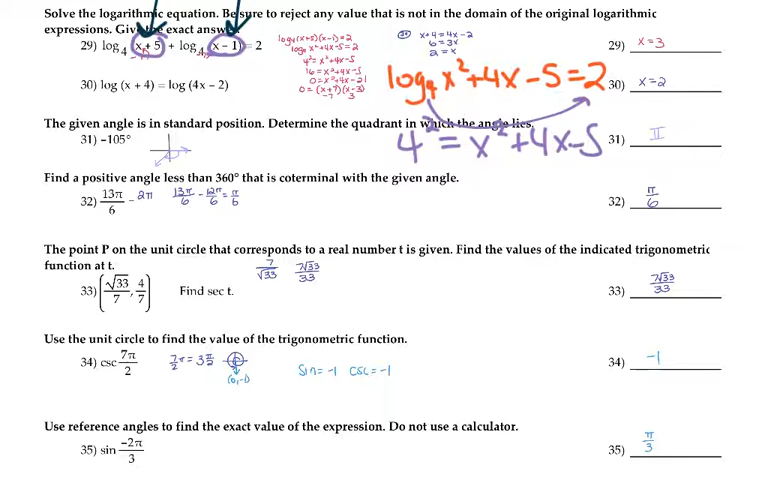 Solve the logarithmic equation. Be sure to reject any value that is not in the domain of the original logarithmic
expressions. Give the exact answer.
29) log₄ (x + 5) + log₄ (x − 1) = 2
log₄(x+5)(x-1)=2
log₄ x²+4x-5=2
4²=x²+4x-5
16=x²+4x-5
0=x²+4x-21
0=(x+7)(x-3)
-7 3
30) x+4=4x-2
6=3x
2=x
29) x=3
log₄ x²+4x-5=2
30) log (x + 4) = log (4x − 2)
30) x=2
4²=x²+4x-5
The given angle is in standard position. Determine the quadrant in which the angle lies.
31) −105°
31) III
Find a positive angle less than 360° that is coterminal with the given angle.
32) 13π/6 - 2π 13π/6 - 12π/6 = π/6
32) π/6
The point P on the unit circle that corresponds to a real number t is given. Find the values of the indicated trigonometric
function at t.
33) (√33/7, 4/7) Find sec t.
7/√33 7√33/33
33) 7√33/33
Use the unit circle to find the value of the trigonometric function.
34) csc 7π/2
7π/2 = 3π/2
(0,-1)
sin=-1 csc=-1
34) -1
Use reference angles to find the exact value of the expression. Do not use a calculator.
35) sin −2π/3
35) π/3